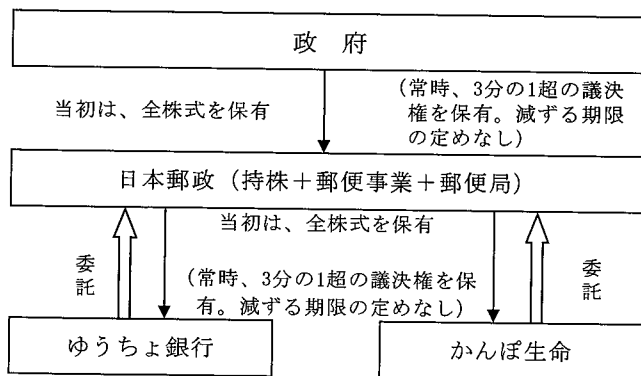 政 府
当初は、全株式を保有
(常時、3分の1超の議決
権を保有。減ずる期限
の定めなし)
日本郵政（持株＋郵便事業＋郵便局）
当初は、全株式を保有
委託
(常時、3分の1超の議決権を保
有。減ずる期限の定めなし)
委託
ゆうちょ銀行
かんぽ生命